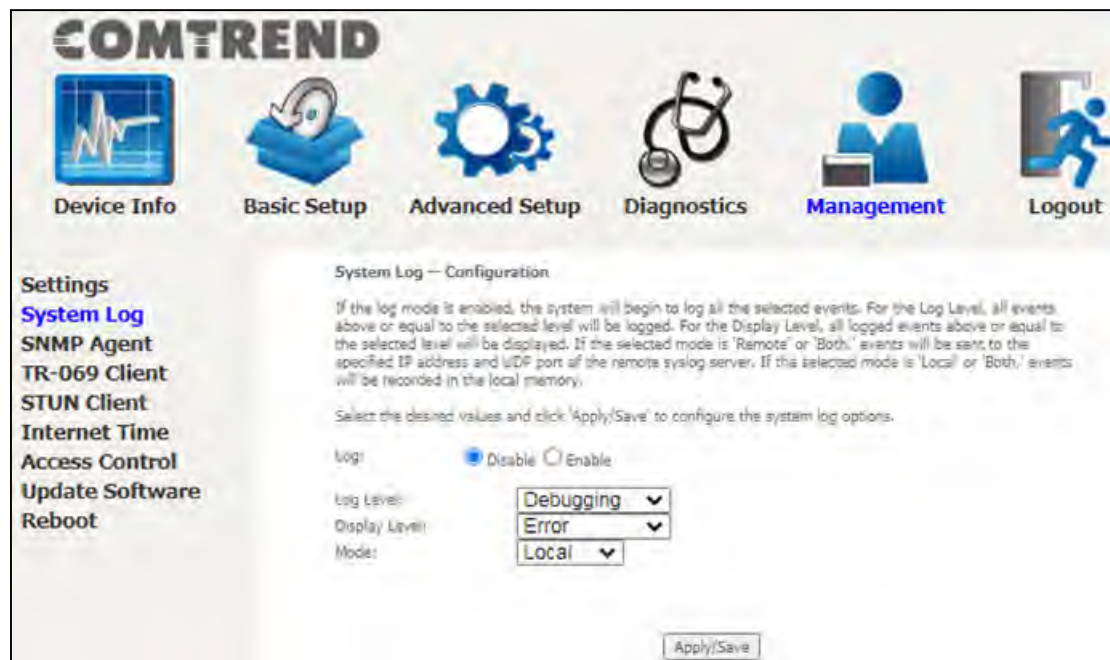 COMTREND
Device Info
Basic Setup
Advanced Setup
Diagnostics
Management
Logout
Settings
System Log
SNMP Agent
TR-069 Client
STUN Client
Internet Time
Access Control
Update Software
Reboot
System Log -- Configuration
If the log mode is enabled, the system will begin to log all the selected events. For the Log Level, all events
above or equal to the selected level will be logged. For the Display Level, all logged events above or equal to
the selected level will be displayed. If the selected mode is 'Remote' or 'Both,' events will be sent to the
specified IP address and UDP port of the remote syslog server. If the selected mode is 'Local' or 'Both,' events
will be recorded in the local memory.
Select the desired values and click 'Apply/Save' to configure the system log options.
Log: Disable Enable
Log Level: Debugging
Display Level: Error
Mode: Local
Apply/Save